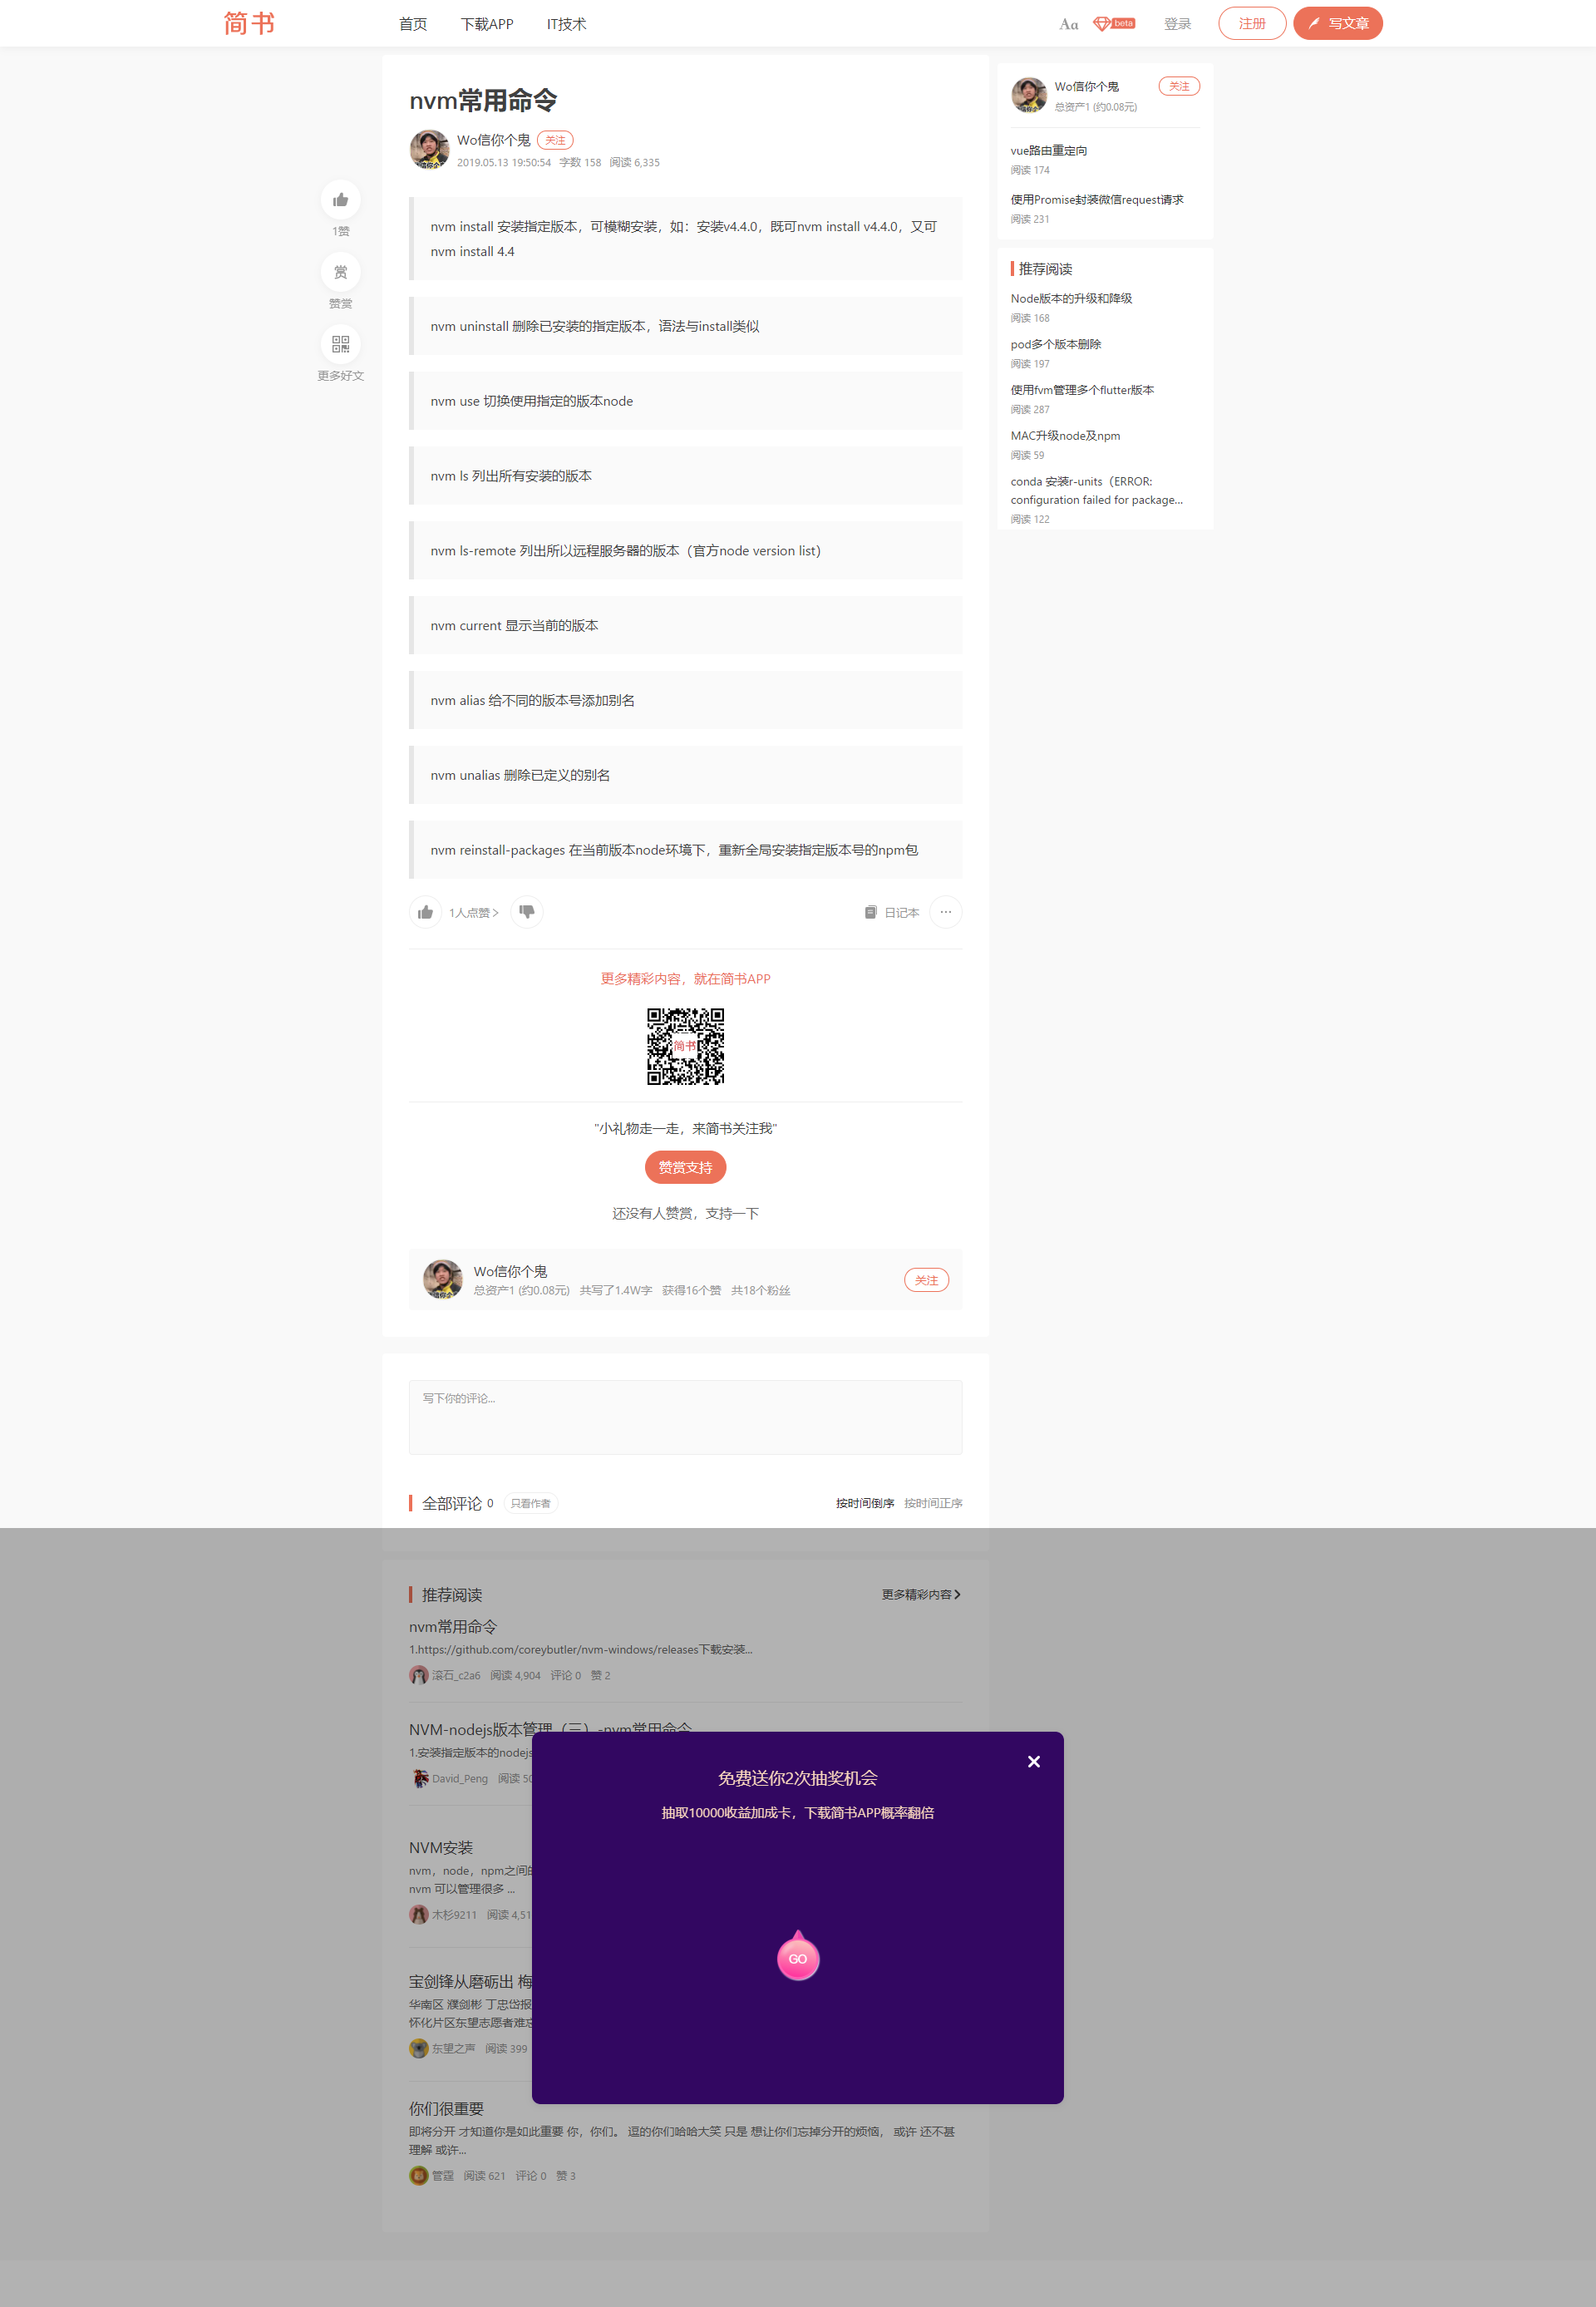 简书
首页 下载APP IT技术
Aa beta 登录 注册 写文章
nvm常用命令
Wo信你个鬼 关注
2019.05.13 19:50:54 字数 158 阅读 6,335
1赞
赏
赞赏
更多好文
nvm install 安装指定版本，可模糊安装，如：安装v4.4.0，既可nvm install v4.4.0，又可
nvm install 4.4
nvm uninstall 删除已安装的指定版本，语法与install类似
nvm use 切换使用指定的版本node
nvm ls 列出所有安装的版本
nvm ls-remote 列出所以远程服务器的版本（官方node version list）
nvm current 显示当前的版本
nvm alias 给不同的版本号添加别名
nvm unalias 删除已定义的别名
nvm reinstall-packages 在当前版本node环境下，重新全局安装指定版本号的npm包
1人点赞 日记本
更多精彩内容，就在简书APP
简书
"小礼物走一走，来简书关注我"
赞赏支持
还没有人赞赏，支持一下
Wo信你个鬼
总资产1 (约0.08元) 共写了1.4W字 获得16个赞 共18个粉丝
关注
Wo信你个鬼 关注
总资产1 (约0.08元)
vue路由重定向
阅读 174
使用Promise封装微信request请求
阅读 231
推荐阅读
Node版本的升级和降级
阅读 168
pod多个版本删除
阅读 197
使用fvm管理多个flutter版本
阅读 287
MAC升级node及npm
阅读 59
conda 安装r-units（ERROR:
configuration failed for package...
阅读 122
写下你的评论...
全部评论 0 只看作者 按时间倒序 按时间正序
推荐阅读 更多精彩内容
nvm常用命令
1.https://github.com/coreybutler/nvm-windows/releases下载安装...
滚石_c2a6 阅读 4,904 评论 0 赞 2
NVM-nodejs版本管理（三）-nvm常用命令
1.安装指定版本的nodejs
David_Peng 阅读 50
NVM安装
nvm，node，npm之间的
nvm 可以管理很多 ...
木杉9211 阅读 4,51
宝剑锋从磨砺出 梅
华南区 濮剑彬 丁忠岱报
怀化片区东望志愿者难忘
东望之声 阅读 399
你们很重要
即将分开 才知道你是如此重要 你，你们。 逗的你们哈哈大笑 只是 想让你们忘掉分开的烦恼， 或许 还不甚
理解 或许...
管霆 阅读 621 评论 0 赞 3
免费送你2次抽奖机会
抽取10000收益加成卡，下载简书APP概率翻倍
GO